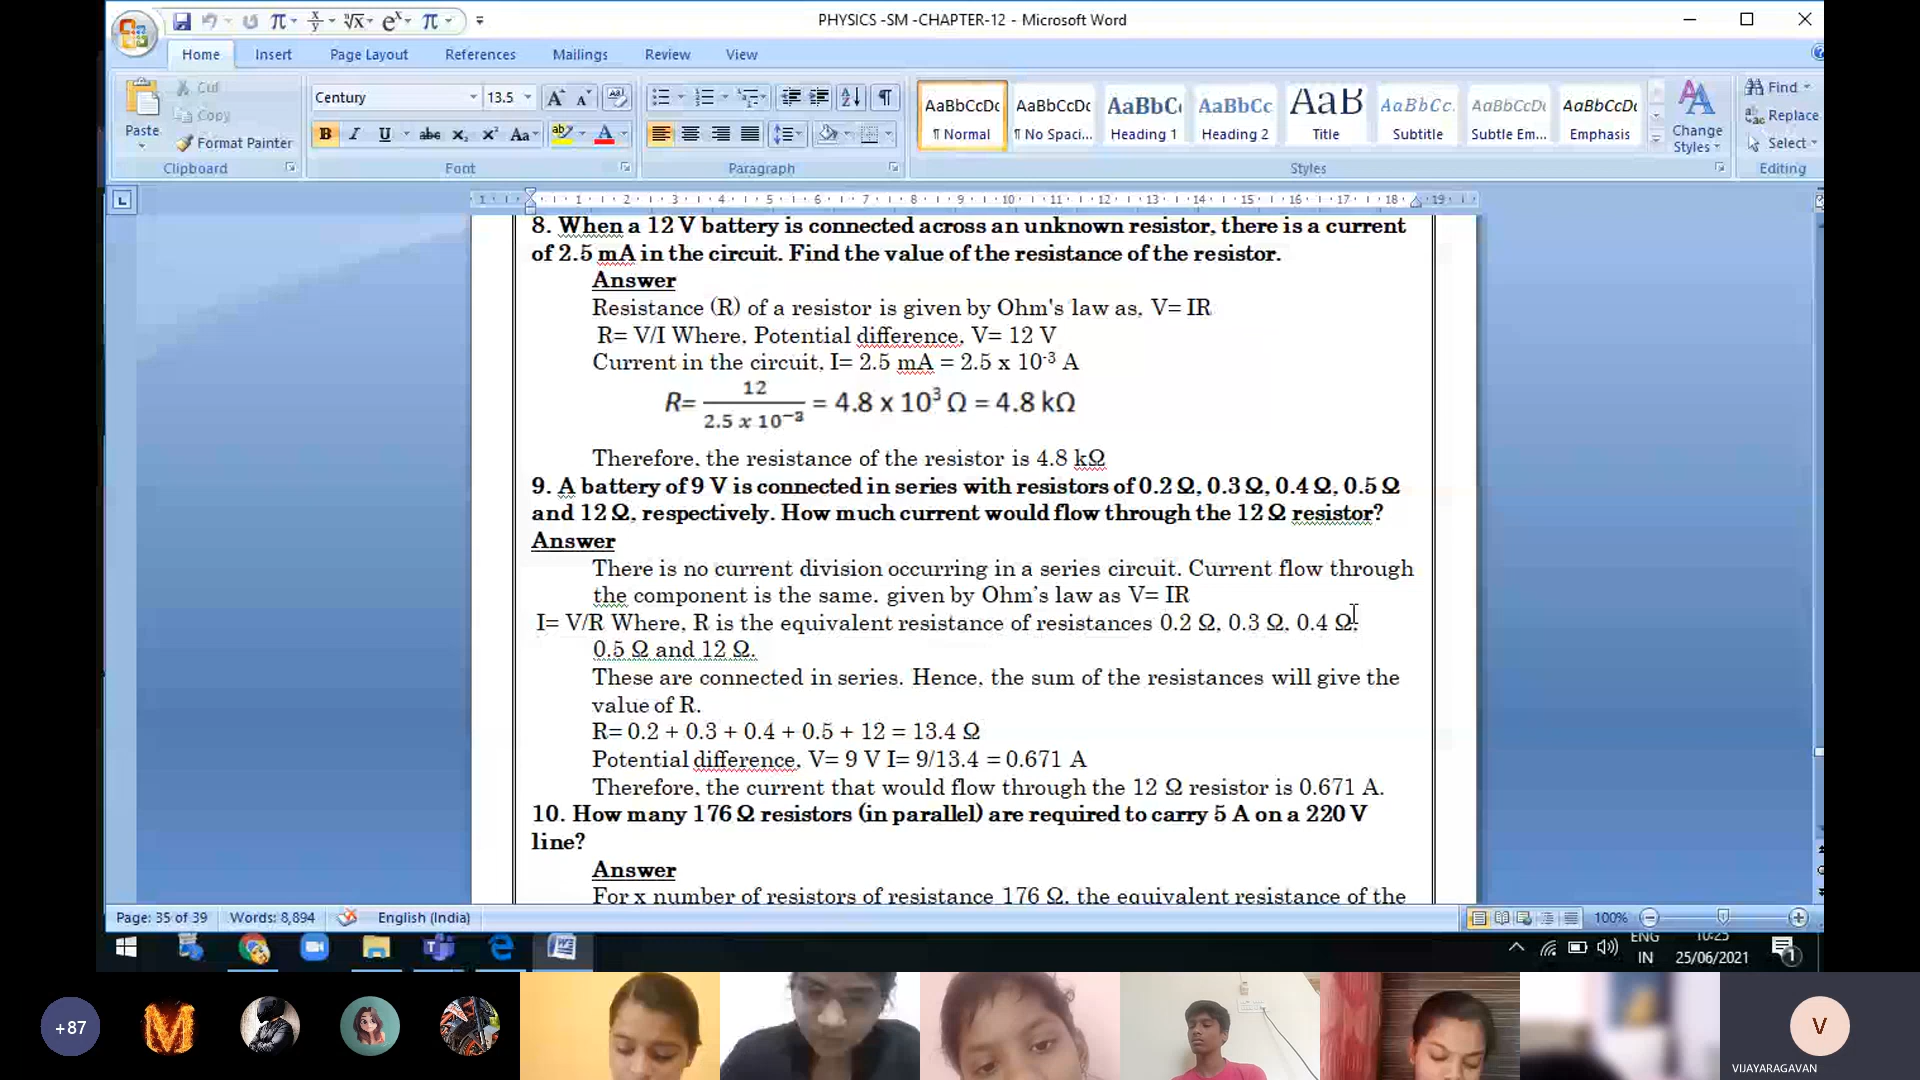 PHYSICS -SM -CHAPTER-12 - Microsoft Word
Home Insert Page Layout References Mailings Review View
Paste Cut Copy Format Painter
Century 13.5
AaBbCcDc AaBbCcDc AaBbC AaBbCc AaB AaBbCc. AaBbCcDc AaBbCcDc
¶ Normal ¶ No Spaci... Heading 1 Heading 2 Title Subtitle Subtle Em... Emphasis
Change Styles
Find Replace Select
Clipboard Font Paragraph Styles Editing
8. When a 12 V battery is connected across an unknown resistor, there is a current
of 2.5 mA in the circuit. Find the value of the resistance of the resistor.
Answer
Resistance (R) of a resistor is given by Ohm's law as, V= IR
R= V/I Where, Potential difference, V= 12 V
Current in the circuit, I= 2.5 mA = 2.5 x 10⁻³ A
R= 12 / 2.5 x 10⁻³ = 4.8 x 10³ Ω = 4.8 kΩ
Therefore, the resistance of the resistor is 4.8 kΩ
9. A battery of 9 V is connected in series with resistors of 0.2 Ω, 0.3 Ω, 0.4 Ω, 0.5 Ω
and 12 Ω, respectively. How much current would flow through the 12 Ω resistor?
Answer
There is no current division occurring in a series circuit. Current flow through
the component is the same, given by Ohm's law as V= IR
I= V/R Where, R is the equivalent resistance of resistances 0.2 Ω, 0.3 Ω, 0.4 Ω,
0.5 Ω and 12 Ω.
These are connected in series. Hence, the sum of the resistances will give the
value of R.
R= 0.2 + 0.3 + 0.4 + 0.5 + 12 = 13.4 Ω
Potential difference, V= 9 V I= 9/13.4 = 0.671 A
Therefore, the current that would flow through the 12 Ω resistor is 0.671 A.
10. How many 176 Ω resistors (in parallel) are required to carry 5 A on a 220 V
line?
Answer
For x number of resistors of resistance 176 Ω, the equivalent resistance of the
Page: 35 of 39 Words: 8,894 English (India) 100%
ENG 10:25
IN 25/06/2021
+87 M V
VIJAYARAGAVAN